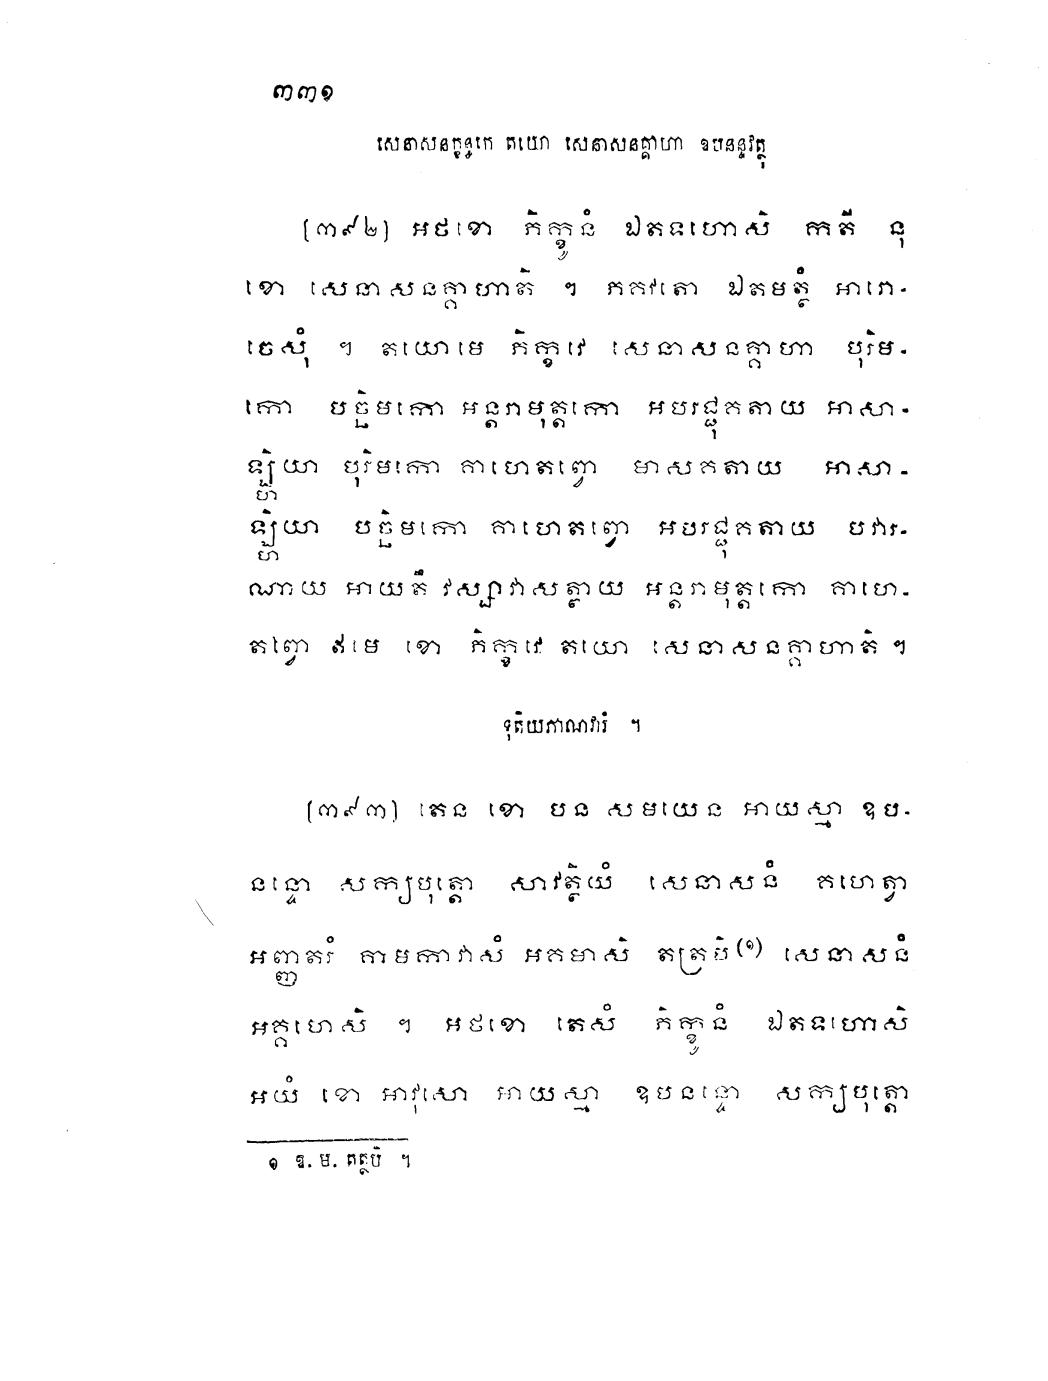 ៣៣១
សេនាសនក្ខន្ធកេ តយោ សេនាសនគ្គាហា ឧបនន្ទវត្ថុ
[៣៩២] អថខោ ភិក្ខូនំ ឯតទហោសិ កតី នុ
ខោ សេនាសនគ្គាហាតិ ។ ភគវតោ ឯតមត្ថំ អារោ-
ចេសុំ ។ តយោមេ ភិក្ខវេ សេនាសនគ្គាហា បុរិម-
កោ បច្ឆិមកោ អន្តរាមុត្តកោ អបរជ្ជុគតាយ អាសា-
ឡ្ហិយា បុរិមកោ គាហេតព្វោ មាសគតាយ អាសា-
ឡ្ហិយា បច្ឆិមកោ គាហេតព្វោ អបរជ្ជុគតាយ បវារ-
ណាយ អាយតឹ វស្សាវាសត្ថាយ អន្តរាមុត្តកោ គាហេ-
តព្វោ ឥមេ ខោ ភិក្ខវេ តយោ សេនាសនគ្គាហាតិ ។
ទុតិយភាណវារំ ។
[៣៩៣] តេន ខោ បន សមយេន អាយស្មា ឧប-
នន្ទោ សក្យបុត្តោ សាវត្ថិយំ សេនាសនំ គហេត្វា
អញ្ញតរំ គាមកាវាសំ អគមាសិ តត្របិ(១) សេនាសនំ
អគ្គហេសិ ។ អថខោ តេសំ ភិក្ខូនំ ឯតទហោសិ
អយំ ខោ អាវុសោ អាយស្មា ឧបនន្ទោ សក្យបុត្តោ
១ ឱ. ម. តត្ថបិ ។